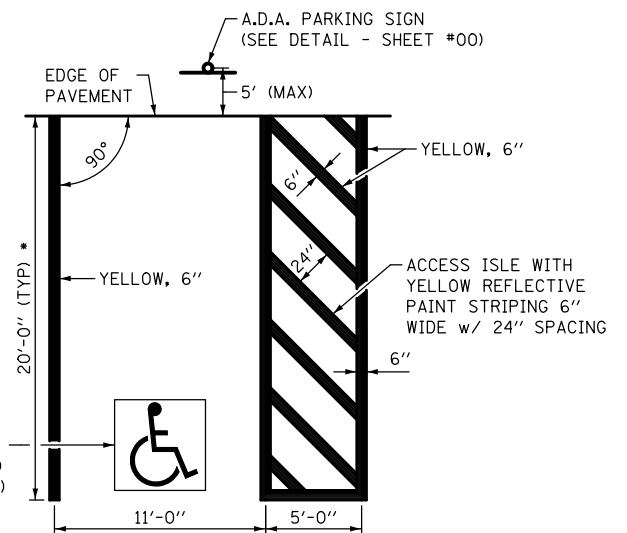 A.D.A. PARKING SIGN
(SEE DETAIL - SHEET #00)
EDGE OF
PAVEMENT
5' (MAX)
90°
6"
YELLOW, 6"
24"
YELLOW, 6"
ACCESS ISLE WITH
YELLOW REFLECTIVE
PAINT STRIPING 6"
WIDE w/ 24" SPACING
20'-0" (TYP) *
6"
11'-0"
5'-0"